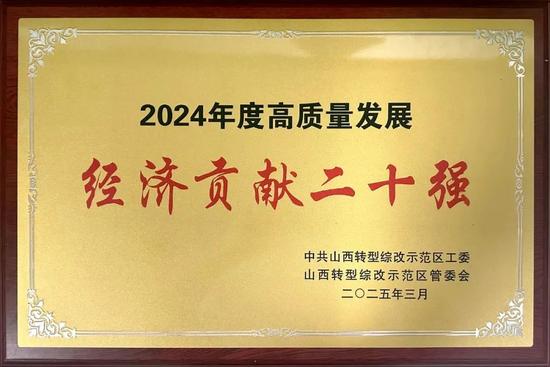 2024年度高质量发展
经济贡献二十强
中共山西转型综改示范区工委
山西转型综改示范区管委会
二〇二五年三月